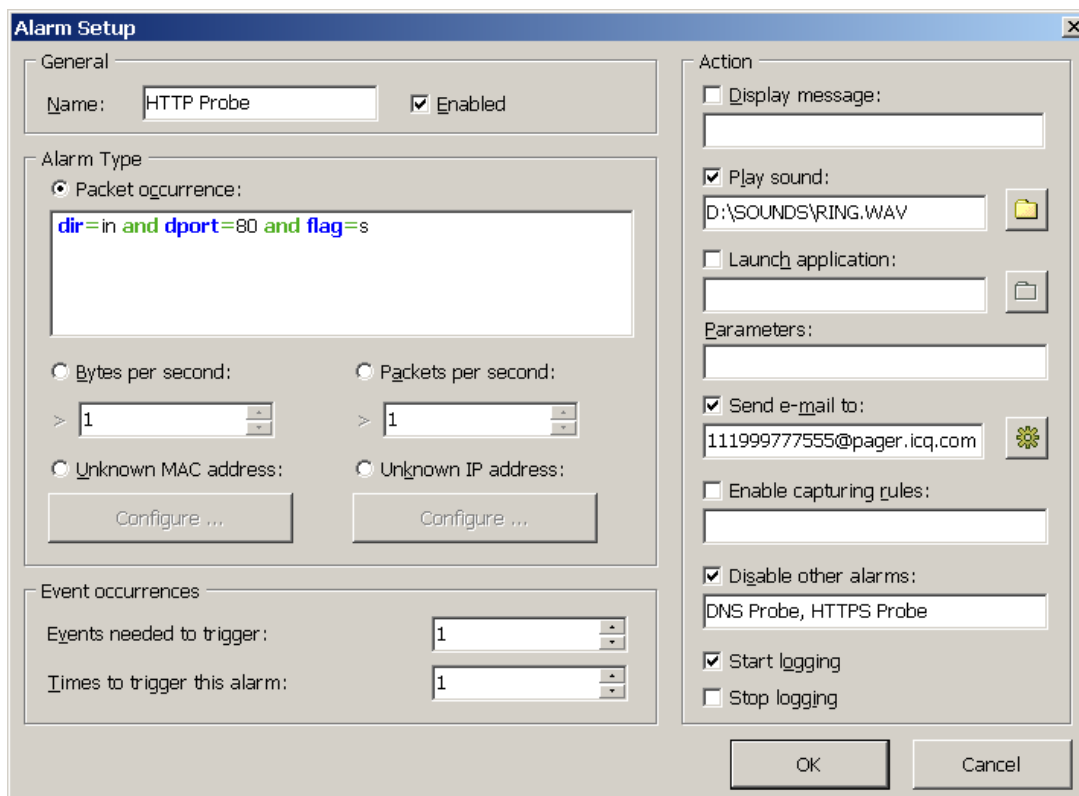 Alarm Setup
General
Name: HTTP Probe Enabled
Alarm Type
Packet occurrence:
dir=in and dport=80 and flag=s
Bytes per second: Packets per second:
> 1 > 1
Unknown MAC address: Unknown IP address:
Configure ... Configure ...
Event occurrences
Events needed to trigger: 1
Times to trigger this alarm: 1
Action
Display message:
Play sound:
D:\SOUNDS\RING.WAV
Launch application:
Parameters:
Send e-mail to:
111999777555@pager.icq.com
Enable capturing rules:
Disable other alarms:
DNS Probe, HTTPS Probe
Start logging
Stop logging
OK Cancel